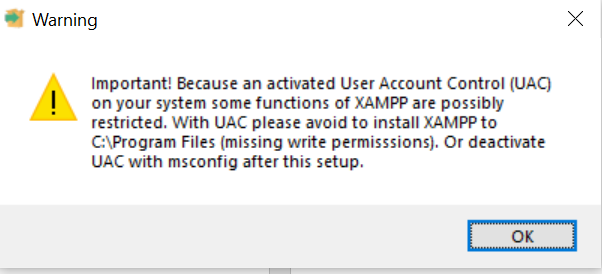 Warning
Important! Because an activated User Account Control (UAC)
on your system some functions of XAMPP are possibly
restricted. With UAC please avoid to install XAMPP to
C:\Program Files (missing write permisssions). Or deactivate
UAC with msconfig after this setup.
OK